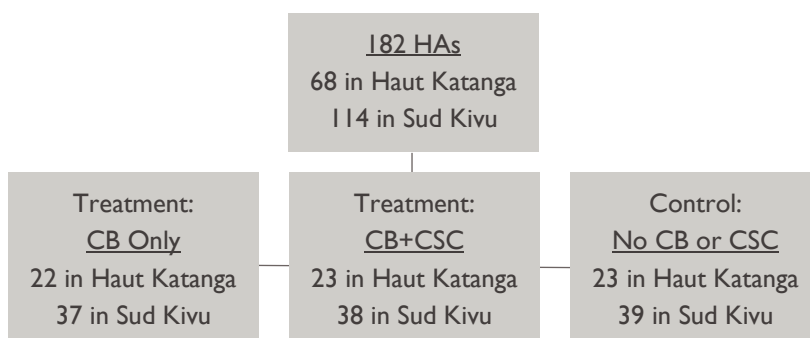 182 HAs
68 in Haut Katanga
114 in Sud Kivu
Treatment:
CB Only
22 in Haut Katanga
37 in Sud Kivu
Treatment:
CB+CSC
23 in Haut Katanga
38 in Sud Kivu
Control:
No CB or CSC
23 in Haut Katanga
39 in Sud Kivu